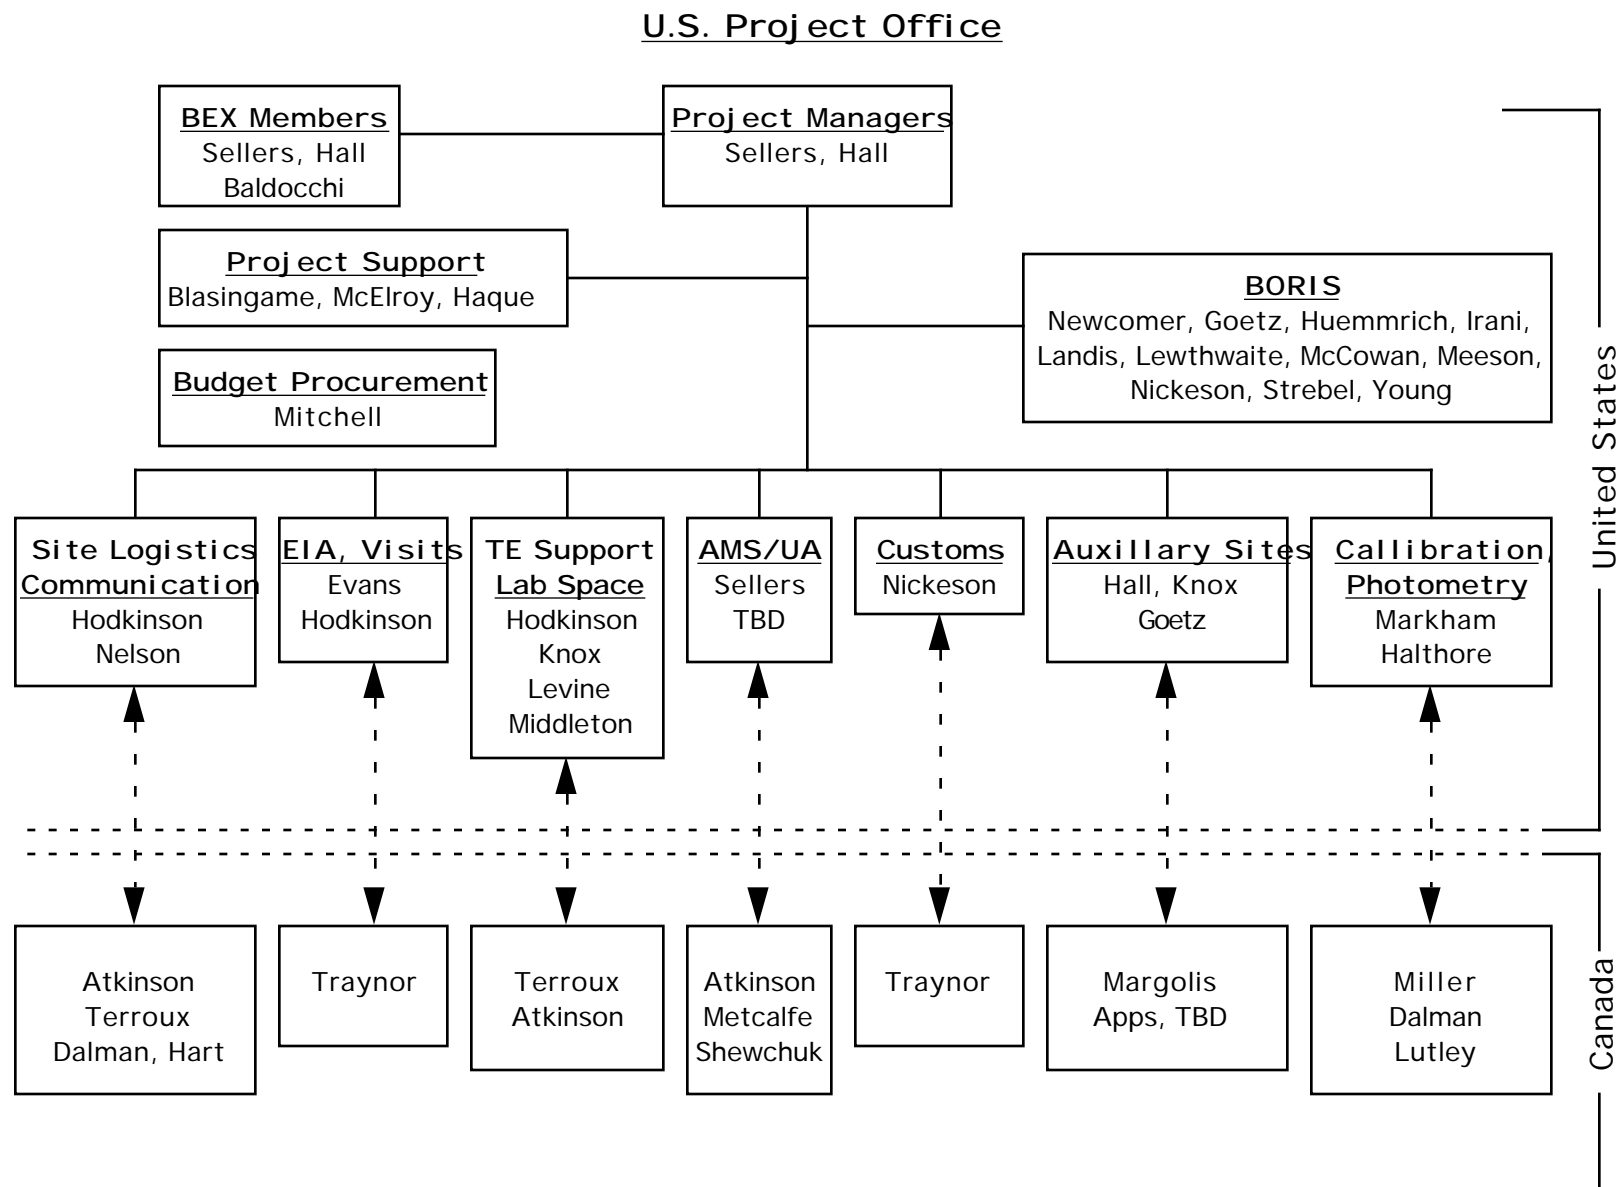 U.S. Project Office
BEX Members
Sellers, Hall
Baldocchi
Project Managers
Sellers, Hall
Project Support
Blasingame, McElroy, Haque
BORIS
Newcomer, Goetz, Huemmrich, Irani,
Landis, Lewthwaite, McCowan, Meeson,
Nickeson, Strebel, Young
Budget Procurement
Mitchell
United States
Site Logistics
Communication
Hodkinson
Nelson
EIA, Visits
Evans
Hodkinson
TE Support
Lab Space
Hodkinson
Knox
Levine
Middleton
AMS/UA
Sellers
TBD
Customs
Nickeson
Auxillary Sites
Hall, Knox
Goetz
Callibration,
Photometry
Markham
Halthore
Atkinson
Terroux
Dalman, Hart
Traynor
Terroux
Atkinson
Atkinson
Metcalfe
Shewchuk
Traynor
Margolis
Apps, TBD
Miller
Dalman
Lutley
Canada